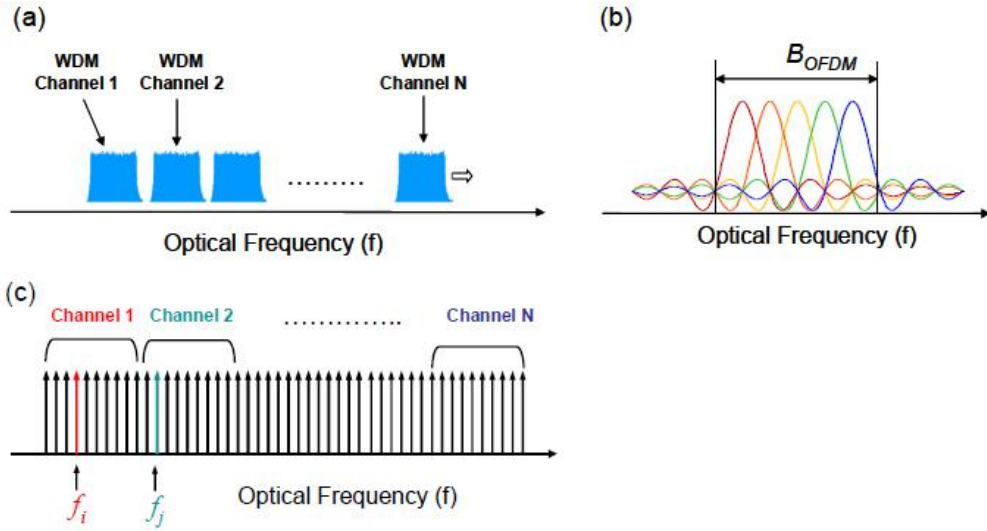 (a)
WDM
Channel 1
WDM
Channel 2
WDM
Channel N
..........
Optical Frequency (f)
(b)
B_OFDM
Optical Frequency (f)
(c)
Channel 1
Channel 2
..............
Channel N
f_i
f_j
Optical Frequency (f)